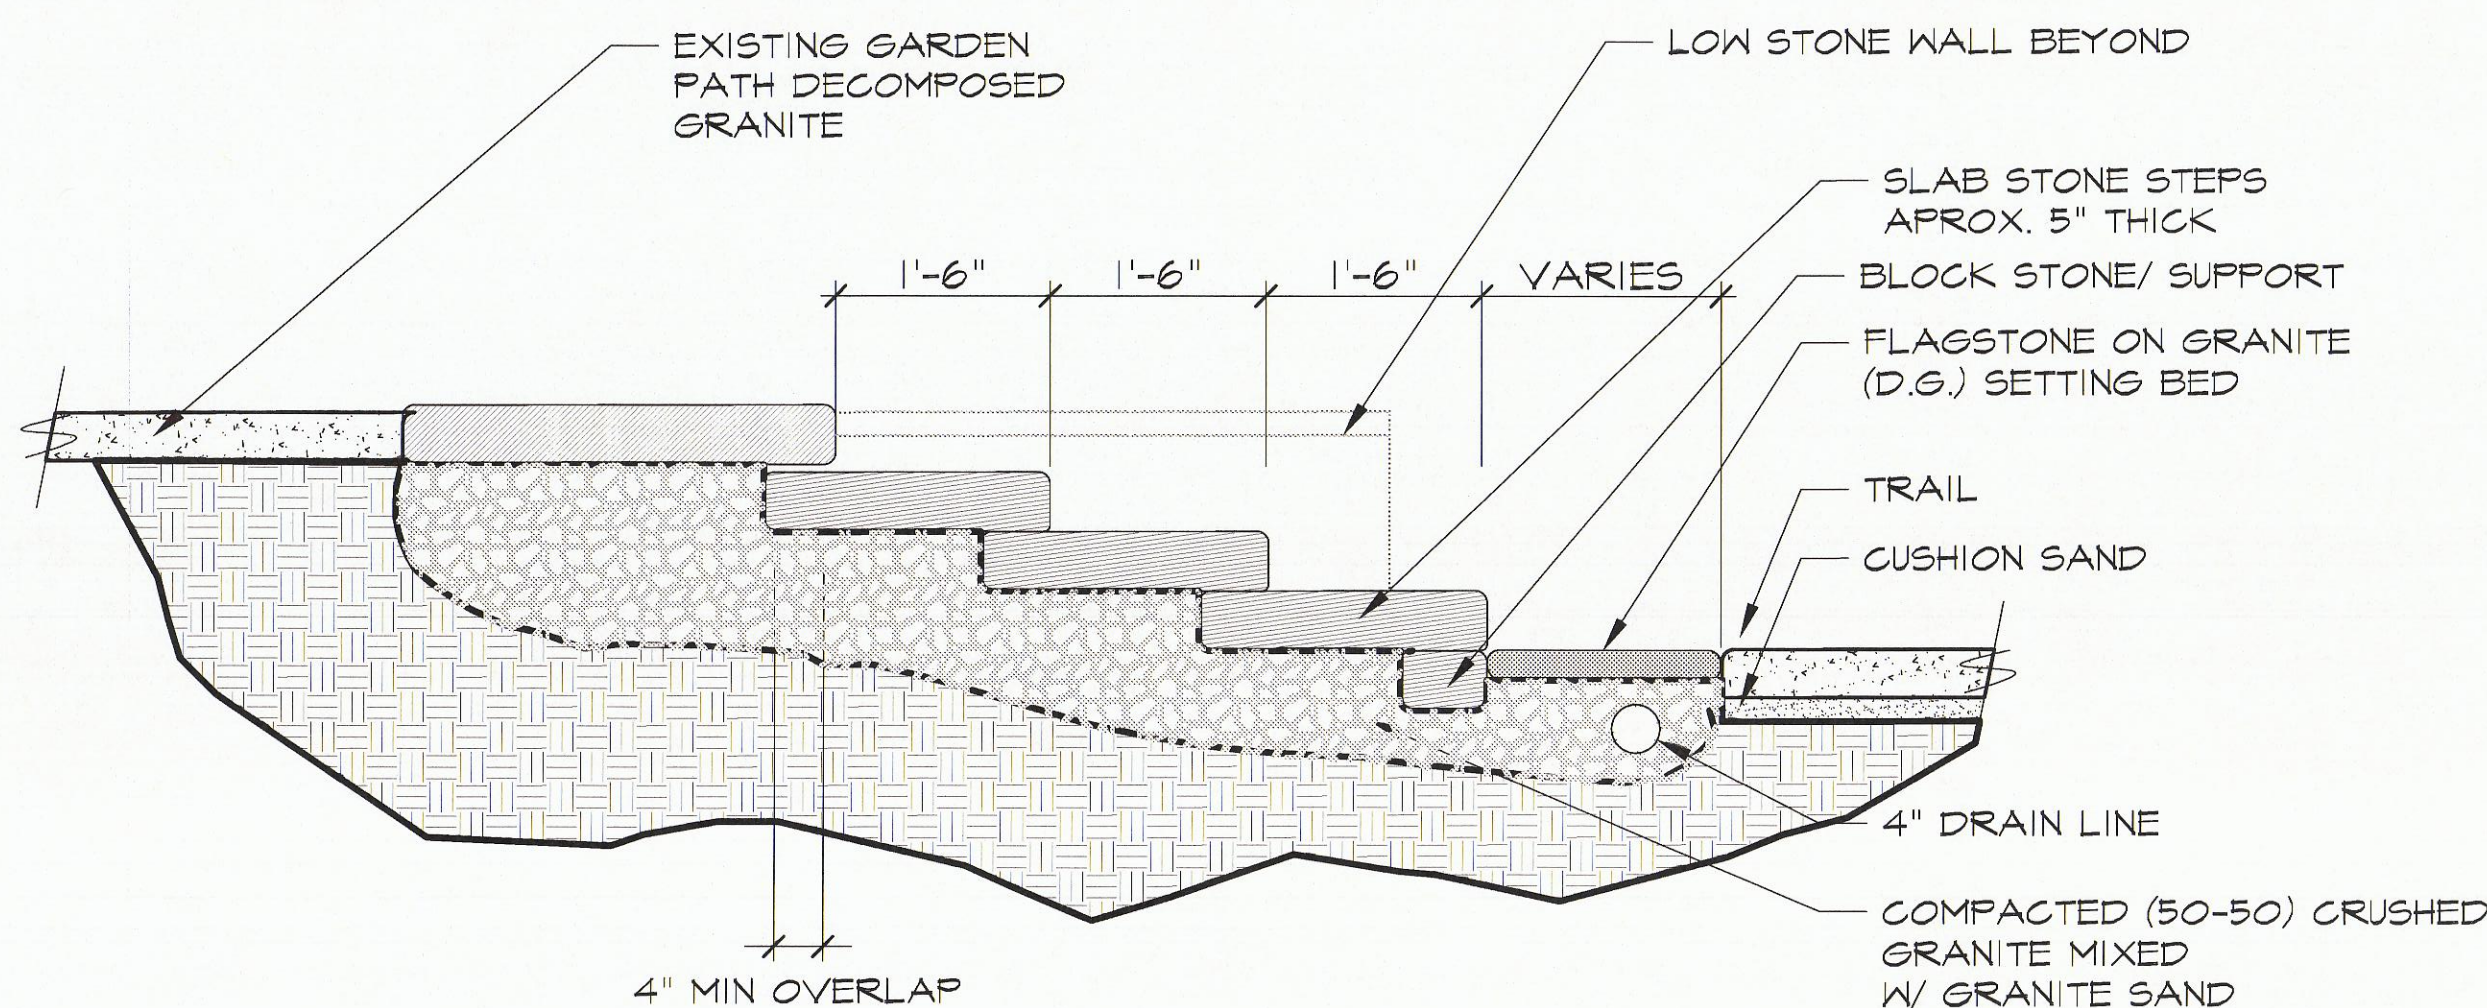 EXISTING GARDEN
PATH DECOMPOSED
GRANITE
LOW STONE WALL BEYOND
SLAB STONE STEPS
APROX. 5" THICK
1'-6" 1'-6" 1'-6" VARIES
BLOCK STONE/ SUPPORT
FLAGSTONE ON GRANITE
(D.G.) SETTING BED
TRAIL
CUSHION SAND
4" DRAIN LINE
COMPACTED (50-50) CRUSHED
GRANITE MIXED
W/ GRANITE SAND
4" MIN OVERLAP